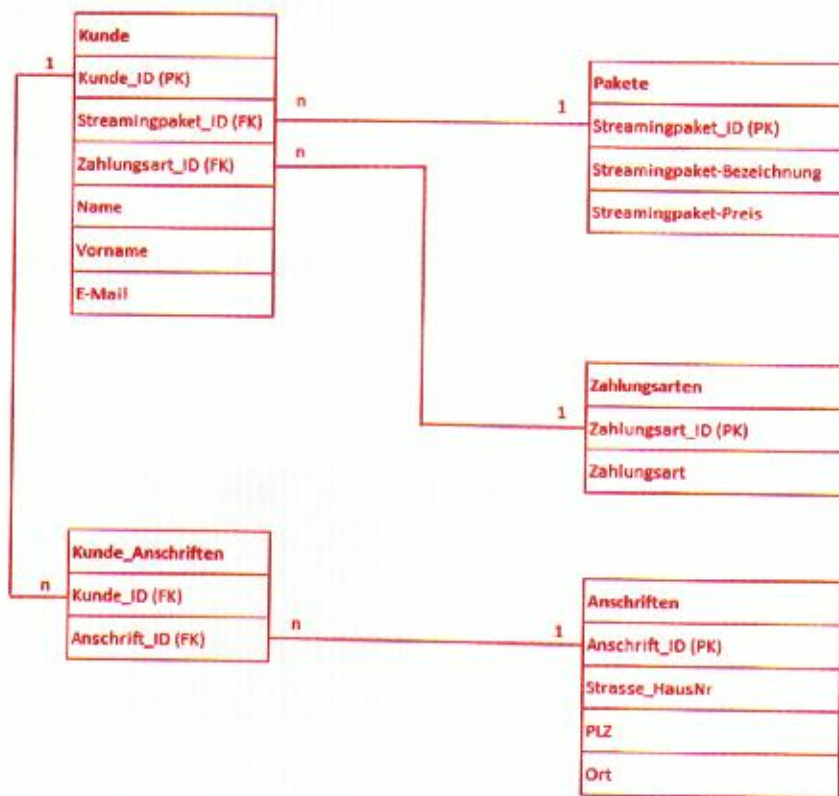 Kunde
Kunde_ID (PK)
Streamingpaket_ID (FK)
Zahlungsart_ID (FK)
Name
Vorname
E-Mail
1
n
n
1
1
Pakete
Streamingpaket_ID (PK)
Streamingpaket-Bezeichnung
Streamingpaket-Preis
Zahlungsarten
Zahlungsart_ID (PK)
Zahlungsart
Kunde_Anschriften
Kunde_ID (FK)
Anschrift_ID (FK)
n
n
1
Anschriften
Anschrift_ID (PK)
Strasse_HausNr
PLZ
Ort